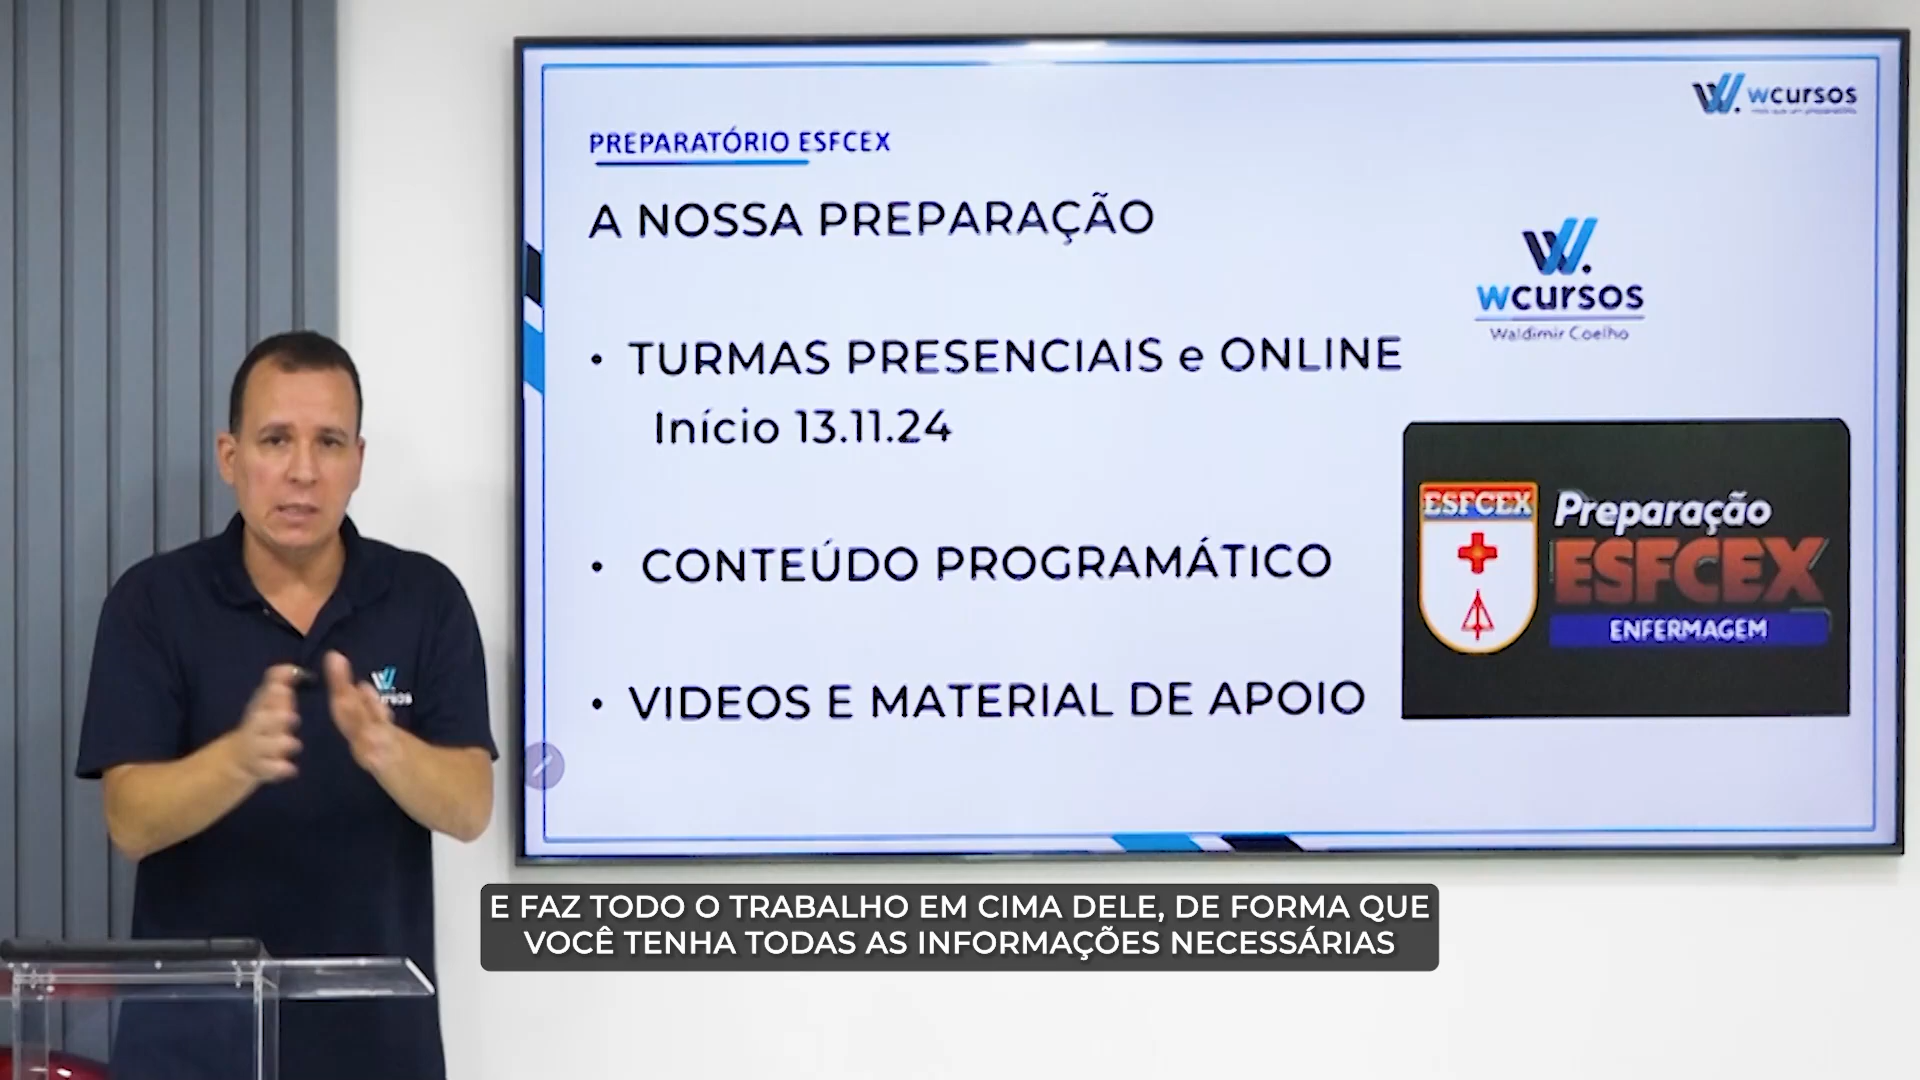 wcursos
PREPARATÓRIO ESFCEX
A NOSSA PREPARAÇÃO
wcursos
Waldimir Coelho
• TURMAS PRESENCIAIS e ONLINE
Início 13.11.24
ESFCEX
Preparação
ESFCEX
ENFERMAGEM
• CONTEÚDO PROGRAMÁTICO
• VIDEOS E MATERIAL DE APOIO
E FAZ TODO O TRABALHO EM CIMA DELE, DE FORMA QUE
VOCÊ TENHA TODAS AS INFORMAÇÕES NECESSÁRIAS